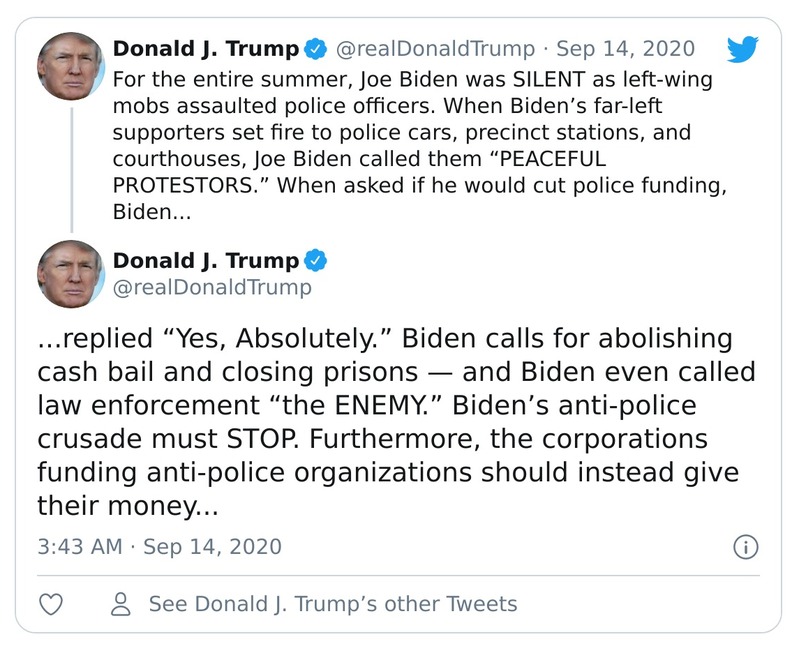 Donald J. Trump @realDonaldTrump · Sep 14, 2020
For the entire summer, Joe Biden was SILENT as left-wing
mobs assaulted police officers. When Biden’s far-left
supporters set fire to police cars, precinct stations, and
courthouses, Joe Biden called them “PEACEFUL
PROTESTORS.” When asked if he would cut police funding,
Biden...
Donald J. Trump
@realDonaldTrump
...replied “Yes, Absolutely.” Biden calls for abolishing
cash bail and closing prisons — and Biden even called
law enforcement “the ENEMY.” Biden’s anti-police
crusade must STOP. Furthermore, the corporations
funding anti-police organizations should instead give
their money...
3:43 AM · Sep 14, 2020
See Donald J. Trump’s other Tweets